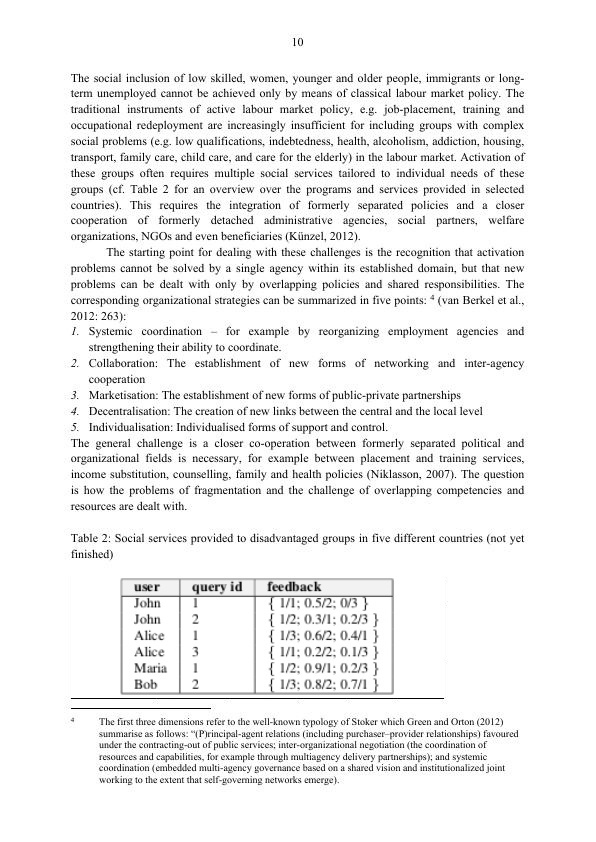 10
The social inclusion of low skilled, women, younger and older people, immigrants or long-
term unemployed cannot be achieved only by means of classical labour market policy. The
traditional instruments of active labour market policy, e.g. job-placement, training and
occupational redeployment are increasingly insufficient for including groups with complex
social problems (e.g. low qualifications, indebtedness, health, alcoholism, addiction, housing,
transport, family care, child care, and care for the elderly) in the labour market. Activation of
these groups often requires multiple social services tailored to individual needs of these
groups (cf. Table 2 for an overview over the programs and services provided in selected
countries). This requires the integration of formerly separated policies and a closer
cooperation of formerly detached administrative agencies, social partners, welfare
organizations, NGOs and even beneficiaries (Künzel, 2012).
The starting point for dealing with these challenges is the recognition that activation
problems cannot be solved by a single agency within its established domain, but that new
problems can be dealt with only by overlapping policies and shared responsibilities. The
corresponding organizational strategies can be summarized in five points: 4 (van Berkel et al.,
2012: 263):
1. Systemic coordination – for example by reorganizing employment agencies and
strengthening their ability to coordinate.
2. Collaboration: The establishment of new forms of networking and inter-agency
cooperation
3. Marketisation: The establishment of new forms of public-private partnerships
4. Decentralisation: The creation of new links between the central and the local level
5. Individualisation: Individualised forms of support and control.
The general challenge is a closer co-operation between formerly separated political and
organizational fields is necessary, for example between placement and training services,
income substitution, counselling, family and health policies (Niklasson, 2007). The question
is how the problems of fragmentation and the challenge of overlapping competencies and
resources are dealt with.
Table 2: Social services provided to disadvantaged groups in five different countries (not yet
finished)
user query id feedback
John 1 { 1/1; 0.5/2; 0/3 }
John 2 { 1/2; 0.3/1; 0.2/3 }
Alice 1 { 1/3; 0.6/2; 0.4/1 }
Alice 3 { 1/1; 0.2/2; 0.1/3 }
Maria 1 { 1/2; 0.9/1; 0.2/3 }
Bob 2 { 1/3; 0.8/2; 0.7/1 }
4 The first three dimensions refer to the well-known typology of Stoker which Green and Orton (2012)
summarise as follows: “(P)rincipal-agent relations (including purchaser–provider relationships) favoured
under the contracting-out of public services; inter-organizational negotiation (the coordination of
resources and capabilities, for example through multiagency delivery partnerships); and systemic
coordination (embedded multi-agency governance based on a shared vision and institutionalized joint
working to the extent that self-governing networks emerge).